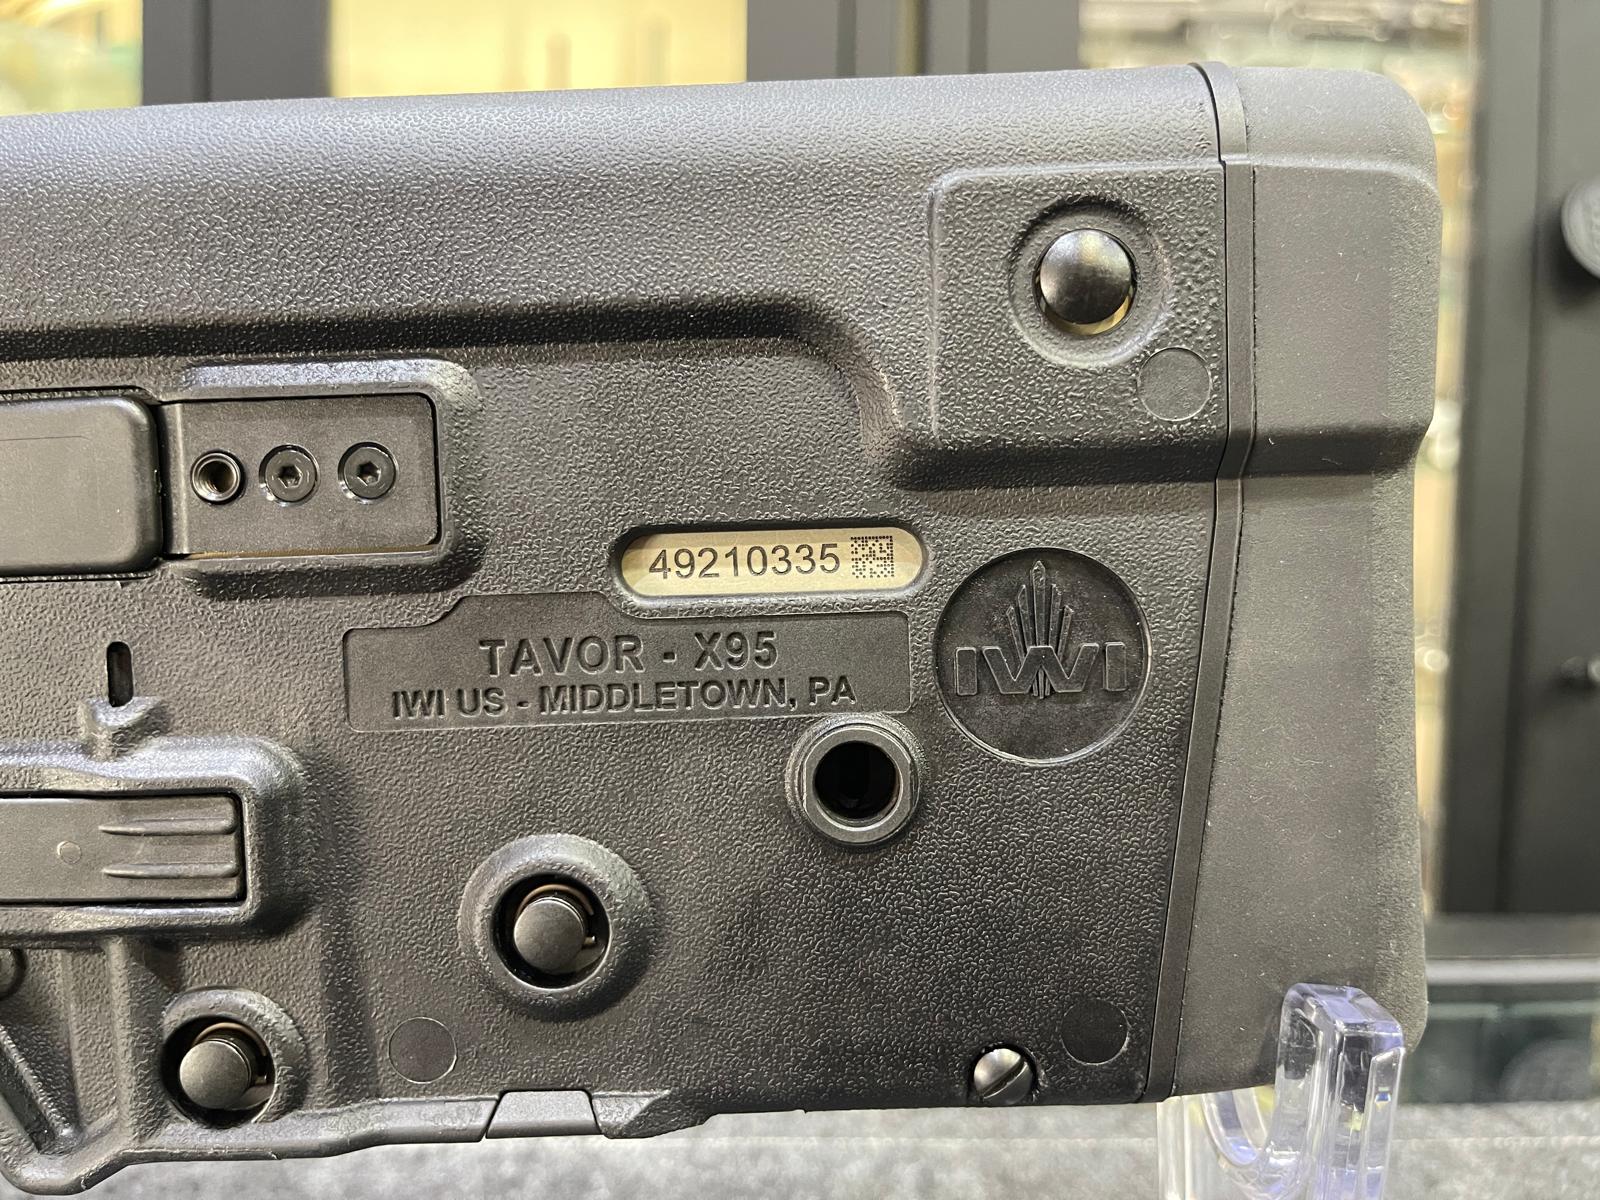 49210335
TAVOR - X95
IWI US - MIDDLETOWN, PA
IWI